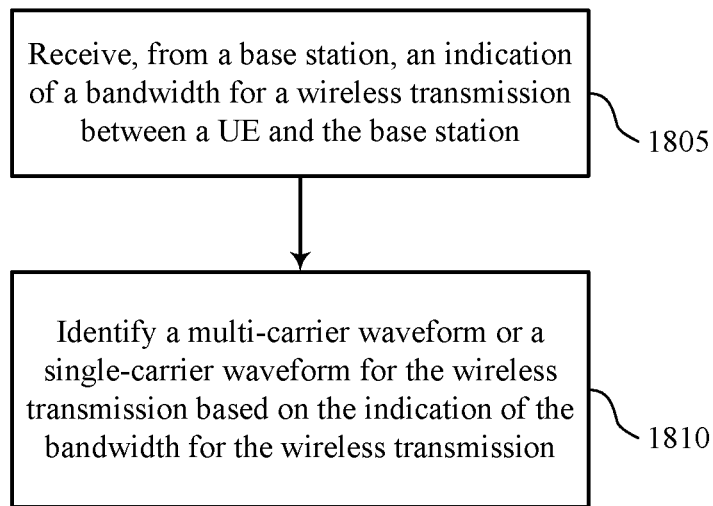 Receive, from a base station, an indication
of a bandwidth for a wireless transmission
between a UE and the base station
1805
Identify a multi-carrier waveform or a
single-carrier waveform for the wireless
transmission based on the indication of the
bandwidth for the wireless transmission
1810